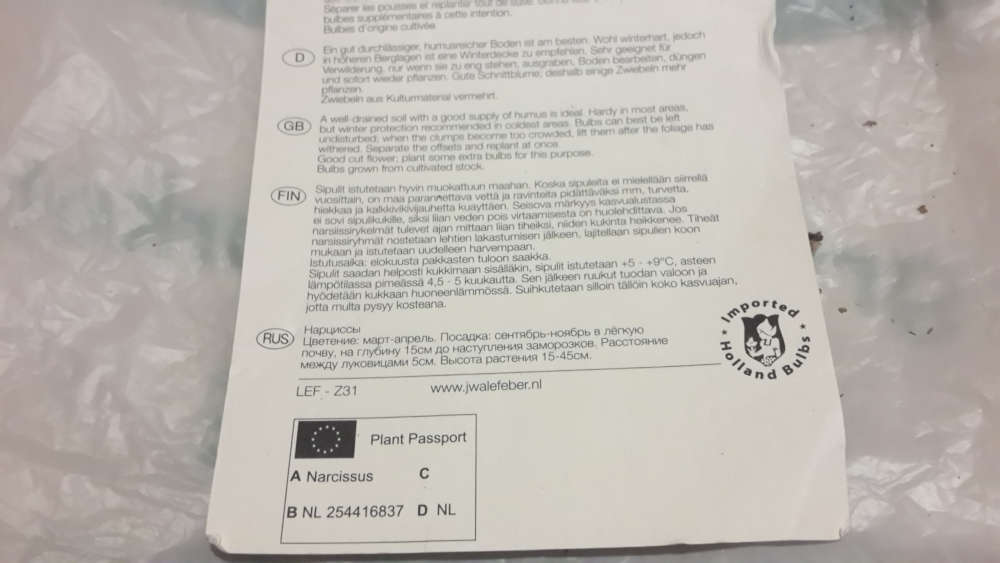 Séparer les pousses et replanter tout de suite.
bulbes supplémentaires à cette intention.
Bulbes d'origine cultivée
D Ein gut durchlässiger, humusreicher Boden ist am besten. Wohl winterhart, jedoch
in höheren Berglagen ist eine Winterdecke zu empfehlen. Sehr geeignet für
Verwilderung, nur wenn sie zu eng stehen, ausgraben, Boden bearbeiten, düngen
und sofort wieder pflanzen. Gute Schnittblume; deshalb einige Zwiebeln mehr
pflanzen.
Zwiebeln aus Kulturmaterial vermehrt.
GB A well-drained soil with a good supply of humus is ideal. Hardy in most areas,
but winter protection recommended in coldest areas. Bulbs can best be left
undisturbed; when the clumps become too crowded, lift them after the foliage has
withered. Separate the offsets and replant at once.
Good cut flower; plant some extra bulbs for this purpose.
Bulbs grown from cultivated stock.
FIN Sipulit istutetaan hyvin muokattuun maahan. Koska sipuleita ei mielellään siirrellä
vuosittain, on maa parannettava vettä ja ravinteita pidättäväksi mm, turvetta,
hiekkaa ja kalkkivikivijauhetta kuayttäen. Seisova märkyys kasvualustassa
ei sovi sipulikukille, siksi liian veden pois virtaamisesta on huolehdittava. Jos
narsissirykelmät tulevet ajan mittaan liian tiheiksi, niiden kukinta heikkenee. Tiheät
narsissiryhmät nostetaan lehtien lakastumisen jälkeen, lajitellaan sipulien koon
mukaan ja istutetaan uudelleen harvempaan.
Istutusaika: elokuusta pakkasten tuloon saakka.
Sipulit saadan helposti kukkimaan sisälläkin, sipulit istutetaan +5 - +9°C, asteen
lämpötilassa pimeässä 4,5 - 5 kuukautta. Sen jälkeen ruukut tuodan valoon ja
hyödetään kukkaan huoneenlämmössä. Suihkutetaan silloin tällöin koko kasvuajan,
jotta multa pysyy kosteana.
RUS Нарциссы
Цветение: март-апрель. Посадка: сентябрь-ноябрь в лёгкую
почву, на глубину 15см до наступления заморозков. Расстояние
между луковицами 5см. Высота растения 15-45см.
Imported
Holland Bulbs
LEF - Z31 www.jwalefeber.nl
Plant Passport
A Narcissus C
B NL 254416837 D NL